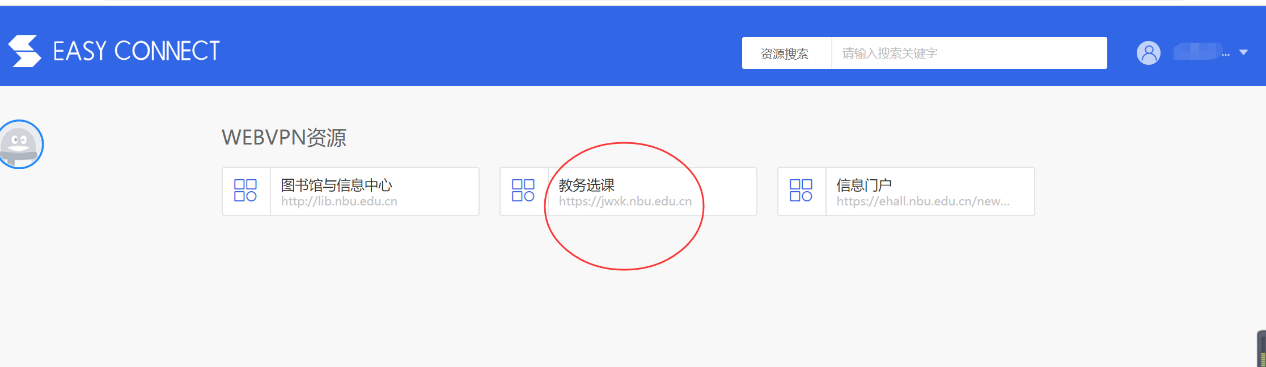 EASY CONNECT
资源搜索
请输入搜索关键字
...
WEBVPN资源
图书馆与信息中心
http://lib.nbu.edu.cn
教务选课
https://jwxk.nbu.edu.cn
信息门户
https://ehall.nbu.edu.cn/new...